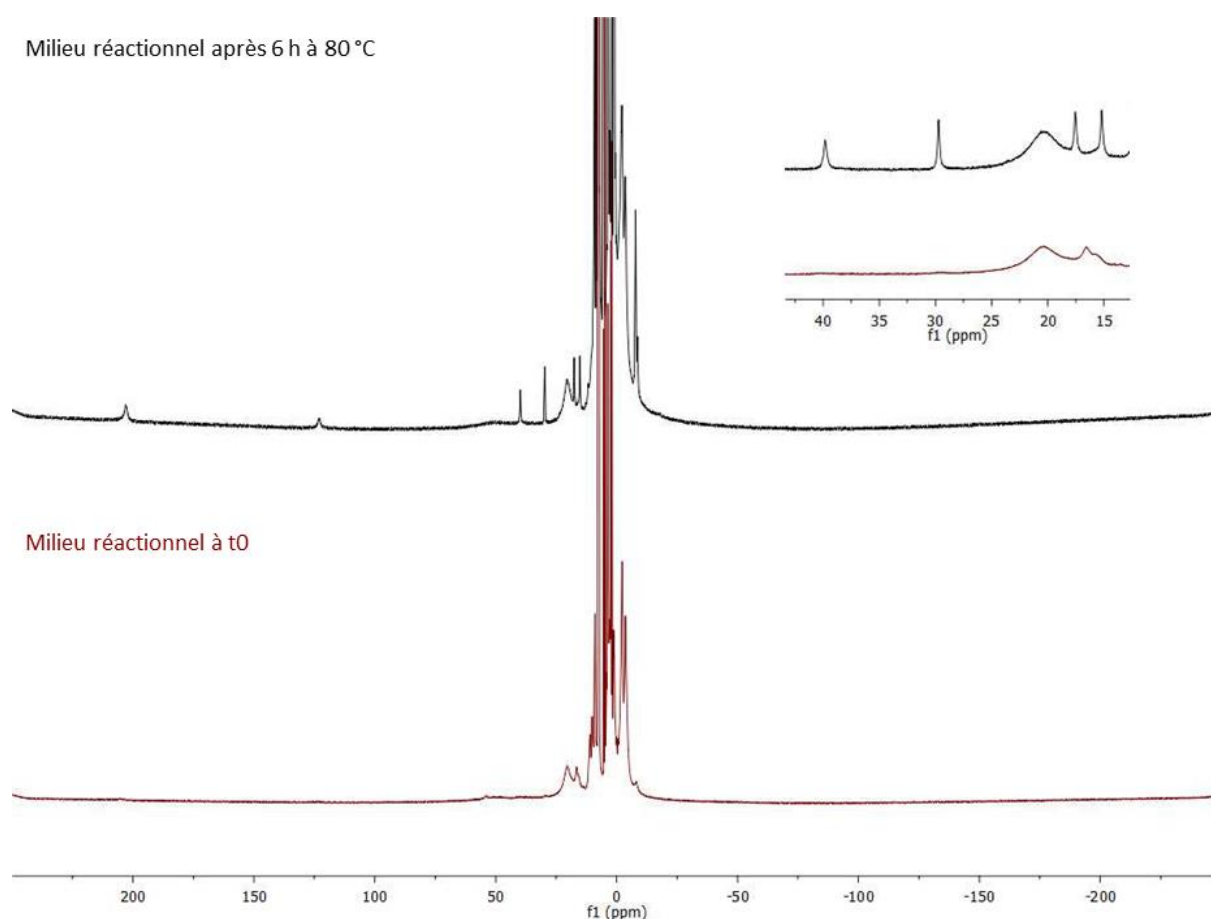 Milieu réactionnel après 6 h à 80 °C
40 35 30 25 20 15
f1 (ppm)
Milieu réactionnel à t0
200 150 100 50 0 -50 -100 -150 -200
f1 (ppm)